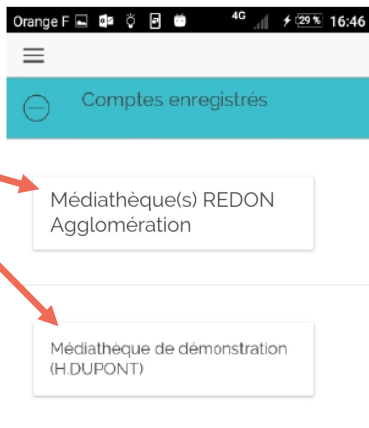 Orange F 4G 29 % 16:46
Comptes enregistrés
Médiathèque(s) REDON
Agglomération
Médiathèque de démonstration
(H.DUPONT)